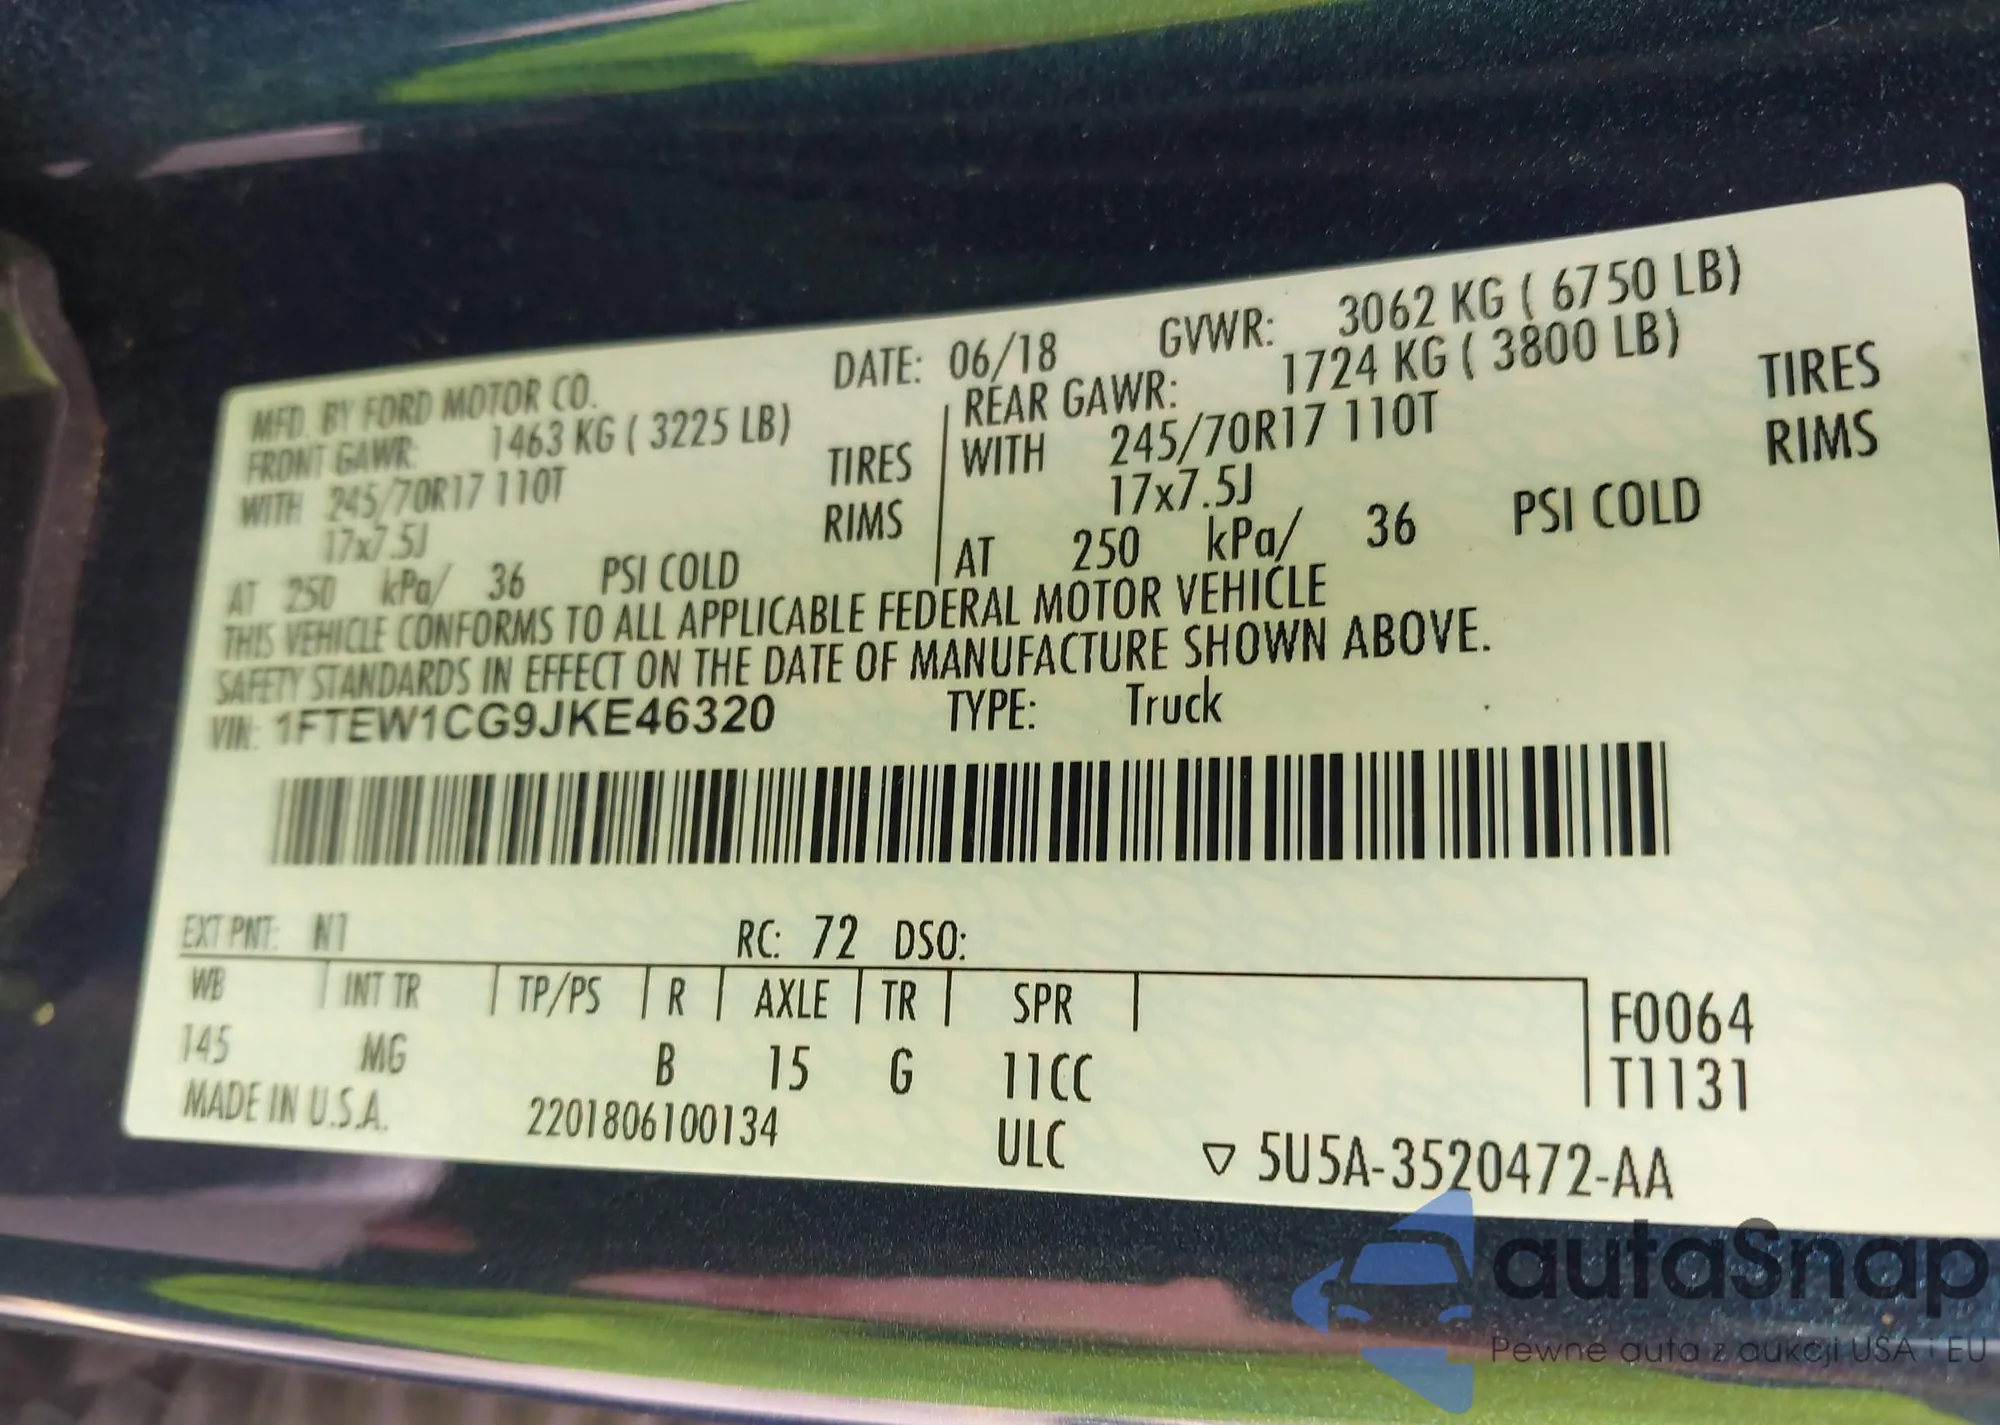 MFD. BY FORD MOTOR CO. DATE: 06/18 GVWR: 3062 KG ( 6750 LB)
FRONT GAWR: 1463 KG ( 3225 LB) REAR GAWR: 1724 KG ( 3800 LB)
WITH 245/70R17 110T TIRES WITH 245/70R17 110T TIRES
17x7.5J RIMS 17x7.5J RIMS
AT 250 kPa/ 36 PSI COLD AT 250 kPa/ 36 PSI COLD
THIS VEHICLE CONFORMS TO ALL APPLICABLE FEDERAL MOTOR VEHICLE
SAFETY STANDARDS IN EFFECT ON THE DATE OF MANUFACTURE SHOWN ABOVE.
VIN: 1FTEW1CG9JKE46320 TYPE: Truck
EXT PNT: N1 RC: 72 DSO:
WB INT TR TP/PS R AXLE TR SPR F0064
145 MG B 15 G 11CC T1131
MADE IN U.S.A. 2201806100134 ULC ▽ 5U5A-3520472-AA
autaSnap
Pewne auta z aukcji USA i EU